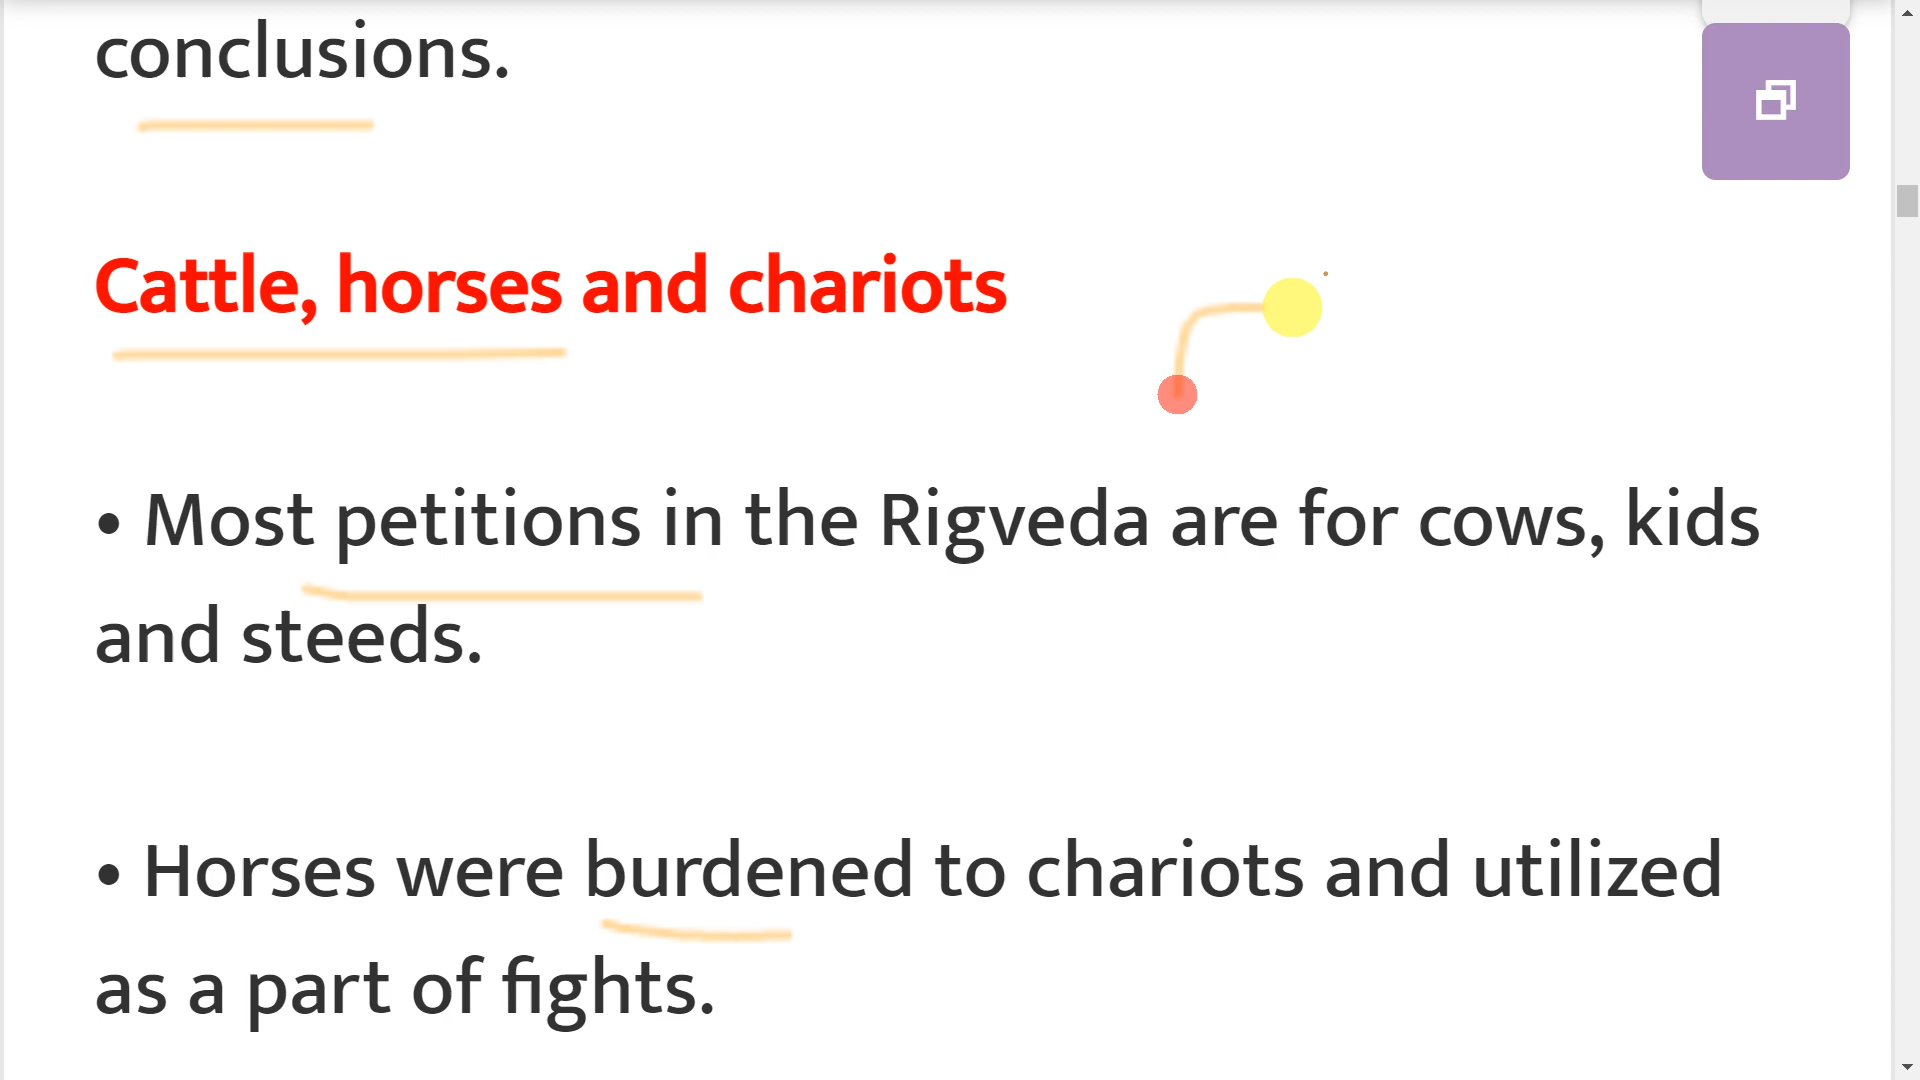 conclusions.
Cattle, horses and chariots
• Most petitions in the Rigveda are for cows, kids
and steeds.
• Horses were burdened to chariots and utilized
as a part of fights.